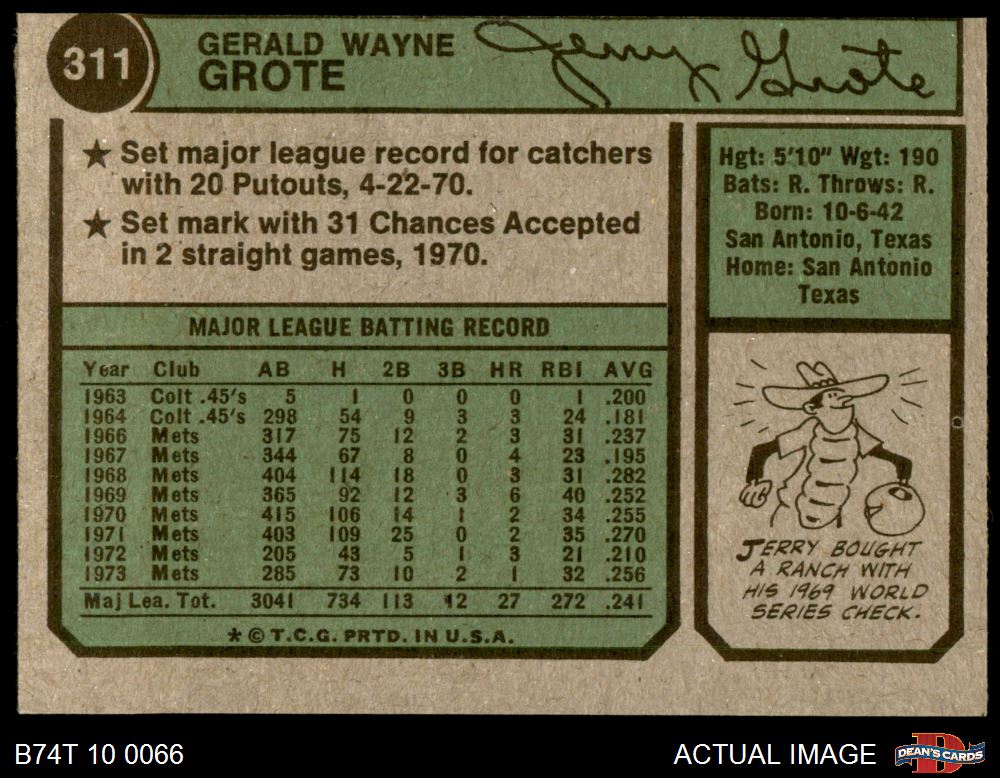 311
GERALD WAYNE
GROTE
Jerry Grote
★ Set major league record for catchers
with 20 Putouts, 4-22-70.
★ Set mark with 31 Chances Accepted
in 2 straight games, 1970.
MAJOR LEAGUE BATTING RECORD
Year Club AB H 2B 3B HR RBI AVG
1963 Colt .45's 5 1 0 0 0 1 .200
1964 Colt .45's 298 54 9 3 3 24 .181
1966 Mets 317 75 12 2 3 31 .237
1967 Mets 344 67 8 0 4 23 .195
1968 Mets 404 114 18 0 3 31 .282
1969 Mets 365 92 12 3 6 40 .252
1970 Mets 415 106 14 1 2 34 .255
1971 Mets 403 109 25 0 2 35 .270
1972 Mets 205 43 5 1 3 21 .210
1973 Mets 285 73 10 2 1 32 .256
Maj Lea. Tot. 3041 734 113 12 27 272 .241
* © T.C.G. PRTD. IN U.S.A.
Hgt: 5'10" Wgt: 190
Bats: R. Throws: R.
Born: 10-6-42
San Antonio, Texas
Home: San Antonio
Texas
JERRY BOUGHT
A RANCH WITH
HIS 1969 WORLD
SERIES CHECK.
B74T 10 0066
ACTUAL IMAGE
DEAN'S CARDS